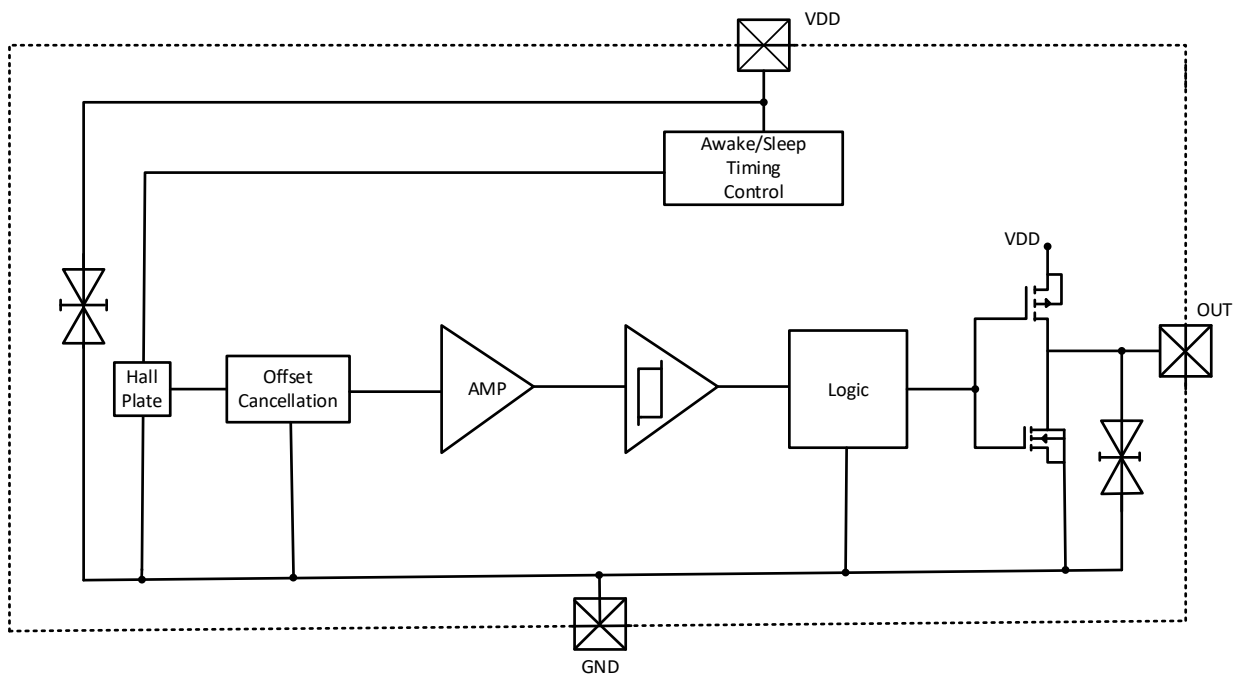 VDD
Awake/Sleep
Timing
Control
VDD
OUT
Hall
Plate
Offset
Cancellation
AMP
Logic
GND